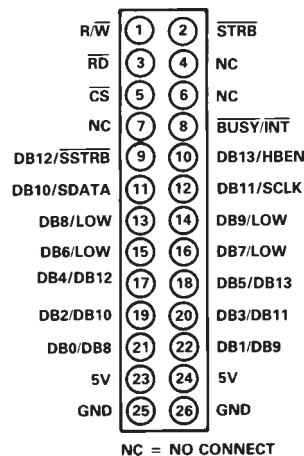 R/W̅ 1 2 S̅T̅R̅B̅
R̅D̅ 3 4 NC
C̅S̅ 5 6 NC
NC 7 8 B̅U̅S̅Y̅/I̅N̅T̅
DB12/S̅S̅T̅R̅B̅ 9 10 DB13/HBEN
DB10/SDATA 11 12 DB11/SCLK
DB8/LOW 13 14 DB9/LOW
DB6/LOW 15 16 DB7/LOW
DB4/DB12 17 18 DB5/DB13
DB2/DB10 19 20 DB3/DB11
DB0/DB8 21 22 DB1/DB9
5V 23 24 5V
GND 25 26 GND
NC = NO CONNECT